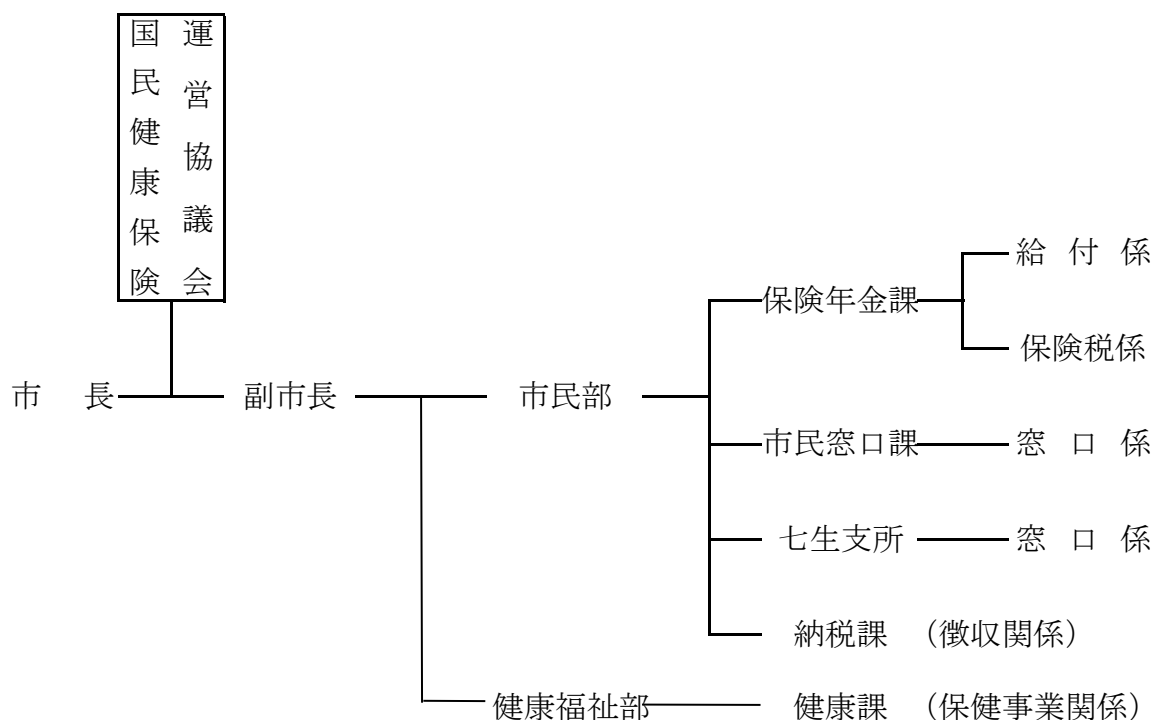 国民健康保険
運営協議会
給 付 係
保険年金課
保険税係
市 長 副市長 市民部
市民窓口課 窓 口 係
七生支所 窓 口 係
納税課 （徴収関係）
健康福祉部 健康課 （保健事業関係）